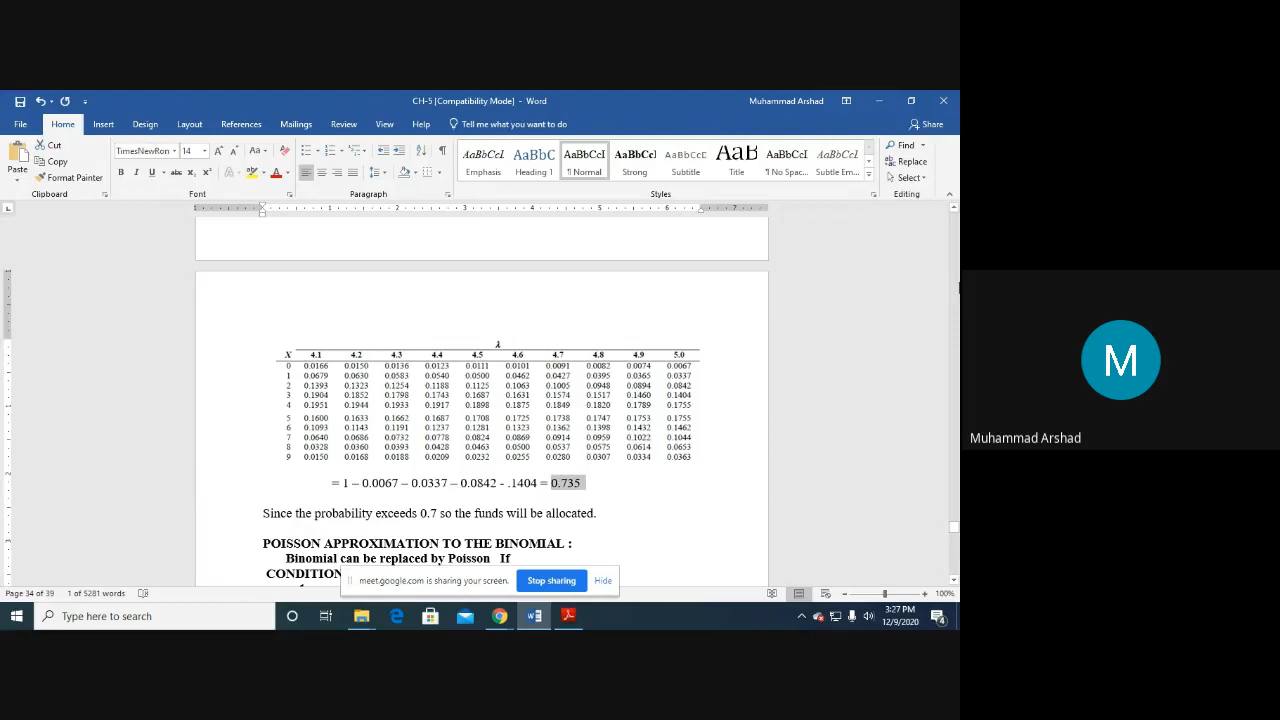 CH-5 [Compatibility Mode] - Word
Muhammad Arshad
File Home Insert Design Layout References Mailings Review View Help Tell me what you want to do Share
Paste Cut Copy Format Painter
Clipboard
TimesNewRon 14
Font
Paragraph
AaBbCcI Emphasis
AaBbC Heading 1
AaBbCcI ¶ Normal
AaBbCcI Strong
AaBbCcD Subtitle
AaB Title
AaBbCcI ¶ No Spac...
AaBbCcI Subtle Em...
Styles
Find
Replace
Select
Editing
1 1 2 3 4 5 6 7
λ
X 4.1 4.2 4.3 4.4 4.5 4.6 4.7 4.8 4.9 5.0
0 0.0166 0.0150 0.0136 0.0123 0.0111 0.0101 0.0091 0.0082 0.0074 0.0067
1 0.0679 0.0630 0.0583 0.0540 0.0500 0.0462 0.0427 0.0395 0.0365 0.0337
2 0.1393 0.1323 0.1254 0.1188 0.1125 0.1063 0.1005 0.0948 0.0894 0.0842
3 0.1904 0.1852 0.1798 0.1743 0.1687 0.1631 0.1574 0.1517 0.1460 0.1404
4 0.1951 0.1944 0.1933 0.1917 0.1898 0.1875 0.1849 0.1820 0.1789 0.1755
5 0.1600 0.1633 0.1662 0.1687 0.1708 0.1725 0.1738 0.1747 0.1753 0.1755
6 0.1093 0.1143 0.1191 0.1237 0.1281 0.1323 0.1362 0.1398 0.1432 0.1462
7 0.0640 0.0686 0.0732 0.0778 0.0824 0.0869 0.0914 0.0959 0.1022 0.1044
8 0.0328 0.0360 0.0393 0.0428 0.0463 0.0500 0.0537 0.0575 0.0614 0.0653
9 0.0150 0.0168 0.0188 0.0209 0.0232 0.0255 0.0280 0.0307 0.0334 0.0363
= 1 – 0.0067 – 0.0337 – 0.0842 - .1404 = 0.735
Since the probability exceeds 0.7 so the funds will be allocated.
POISSON APPROXIMATION TO THE BINOMIAL :
Binomial can be replaced by Poisson If
CONDITION
meet.google.com is sharing your screen. Stop sharing Hide
Page 34 of 39 1 of 5281 words 100%
Type here to search
3:27 PM
12/9/2020
4
M
Muhammad Arshad